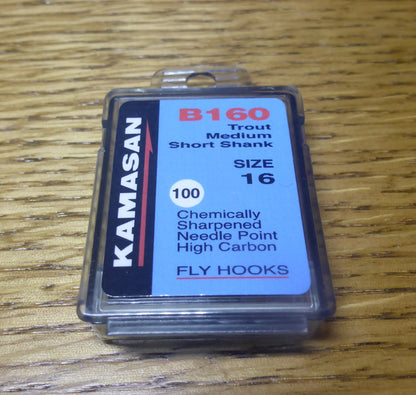 KAMASAN
B160
Trout
Medium
Short Shank
SIZE
16
100
Chemically
Sharpened
Needle Point
High Carbon
FLY HOOKS